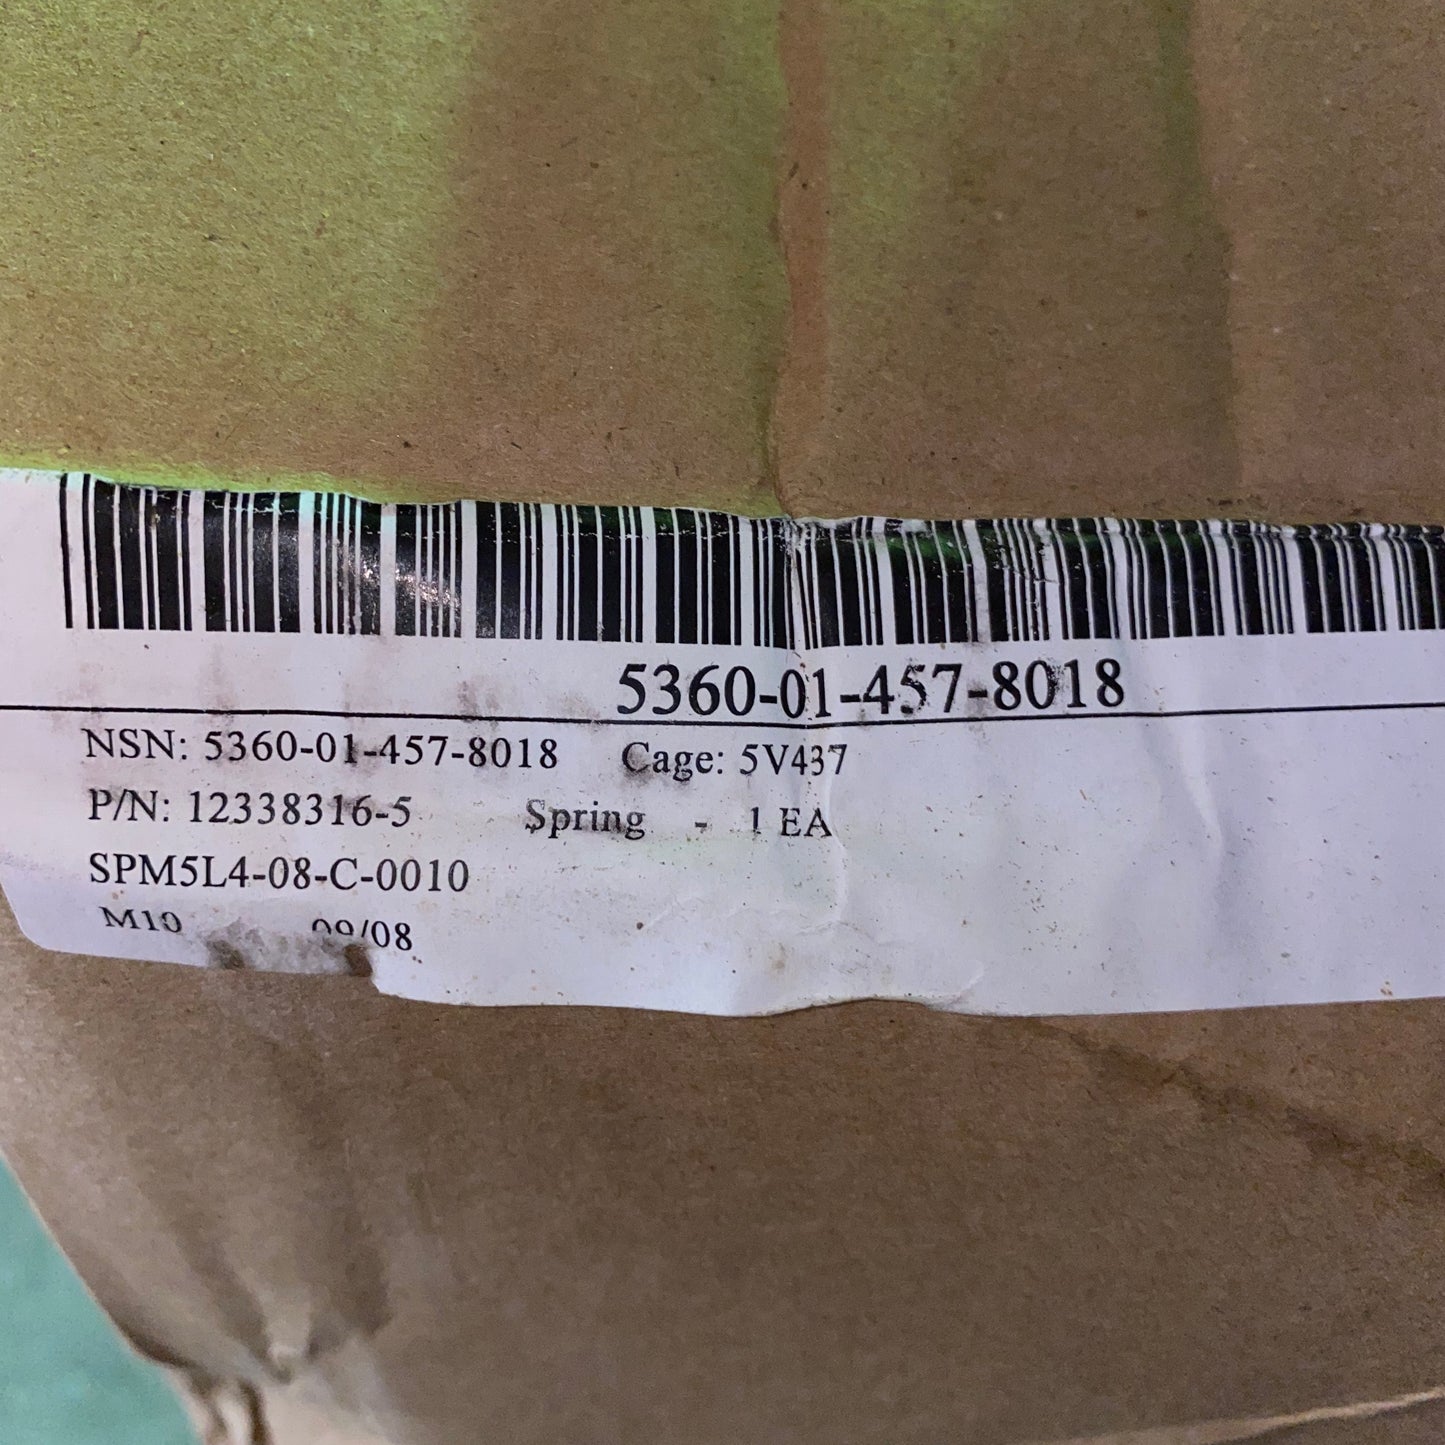 5360-01-457-8018
NSN: 5360-01-457-8018 Cage: 5V437
P/N: 12338316-5 Spring - 1 EA
SPM5L4-08-C-0010
M10 09/08